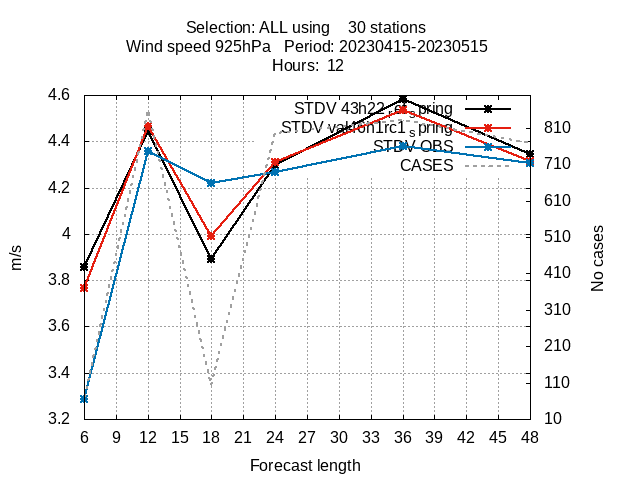 Selection: ALL using 30 stations
Wind speed 925hPa Period: 20230415-20230515
Hours: 12
4.6
4.4
4.2
4
3.8
3.6
3.4
3.2
m/s
STDV OBS
CASES
810
710
610
510
410
310
210
110
10
No cases
6 9 12 15 18 21 24 27 30 33 36 39 42 45 48
Forecast length